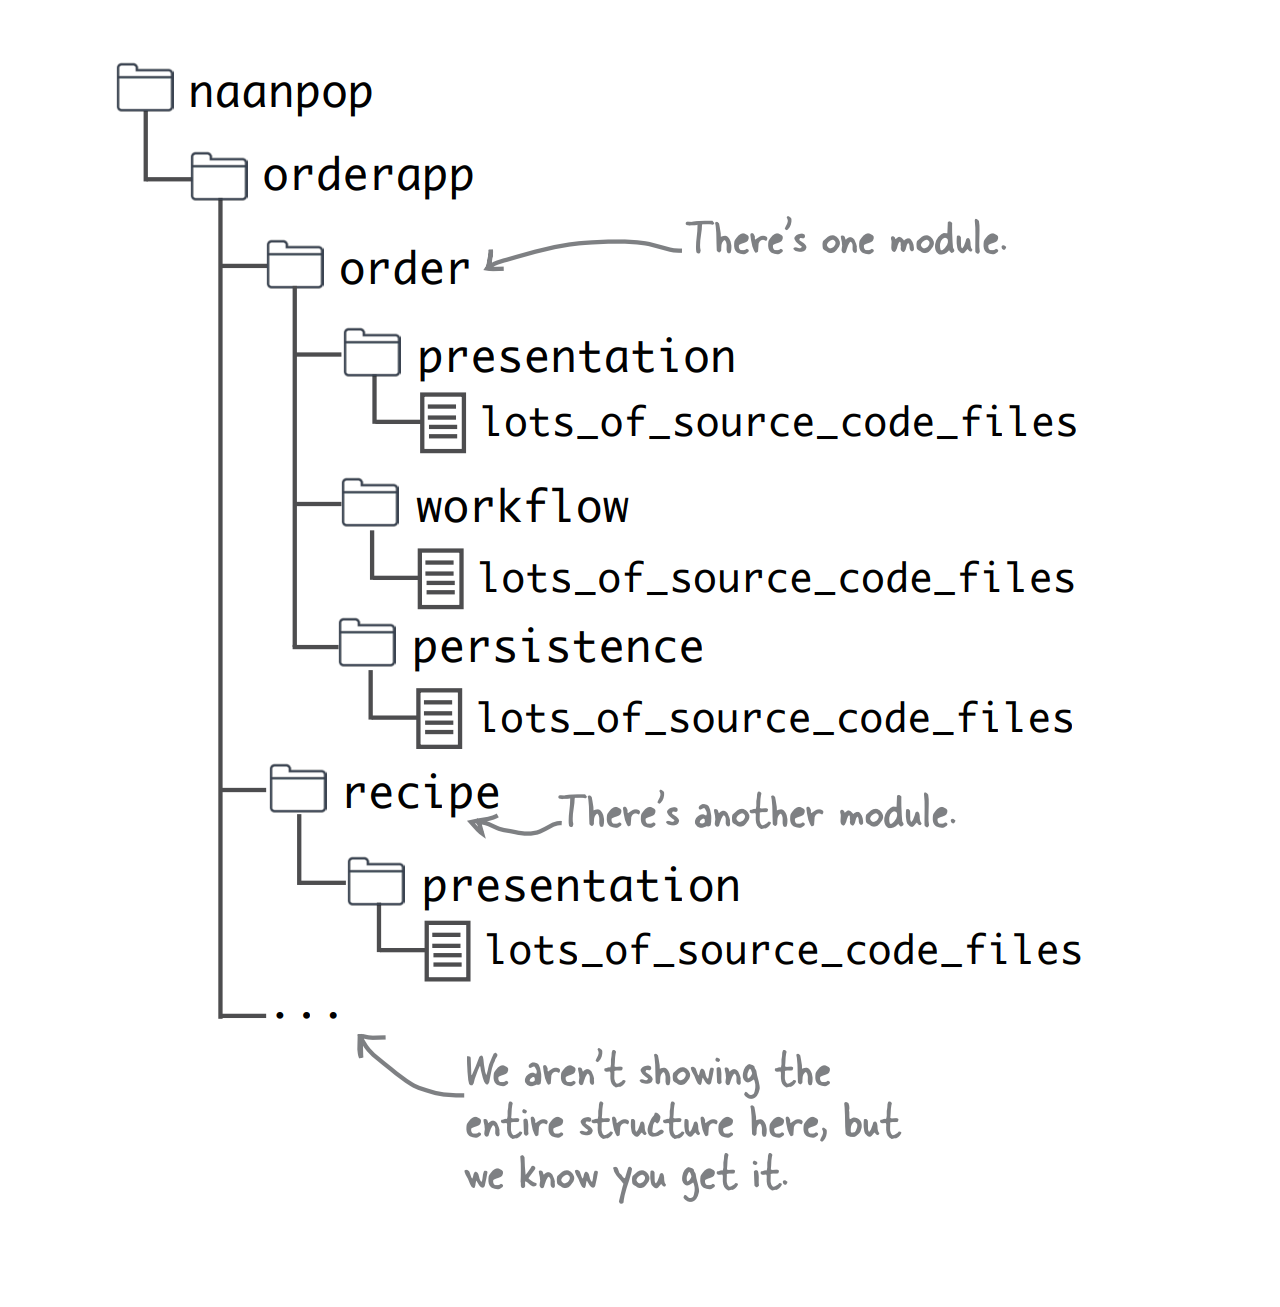 naanpop
orderapp
There's one module.
order
presentation
lots_of_source_code_files
workflow
lots_of_source_code_files
persistence
lots_of_source_code_files
recipe
There's another module.
presentation
lots_of_source_code_files
...
We aren't showing the
entire structure here, but
we know you get it.